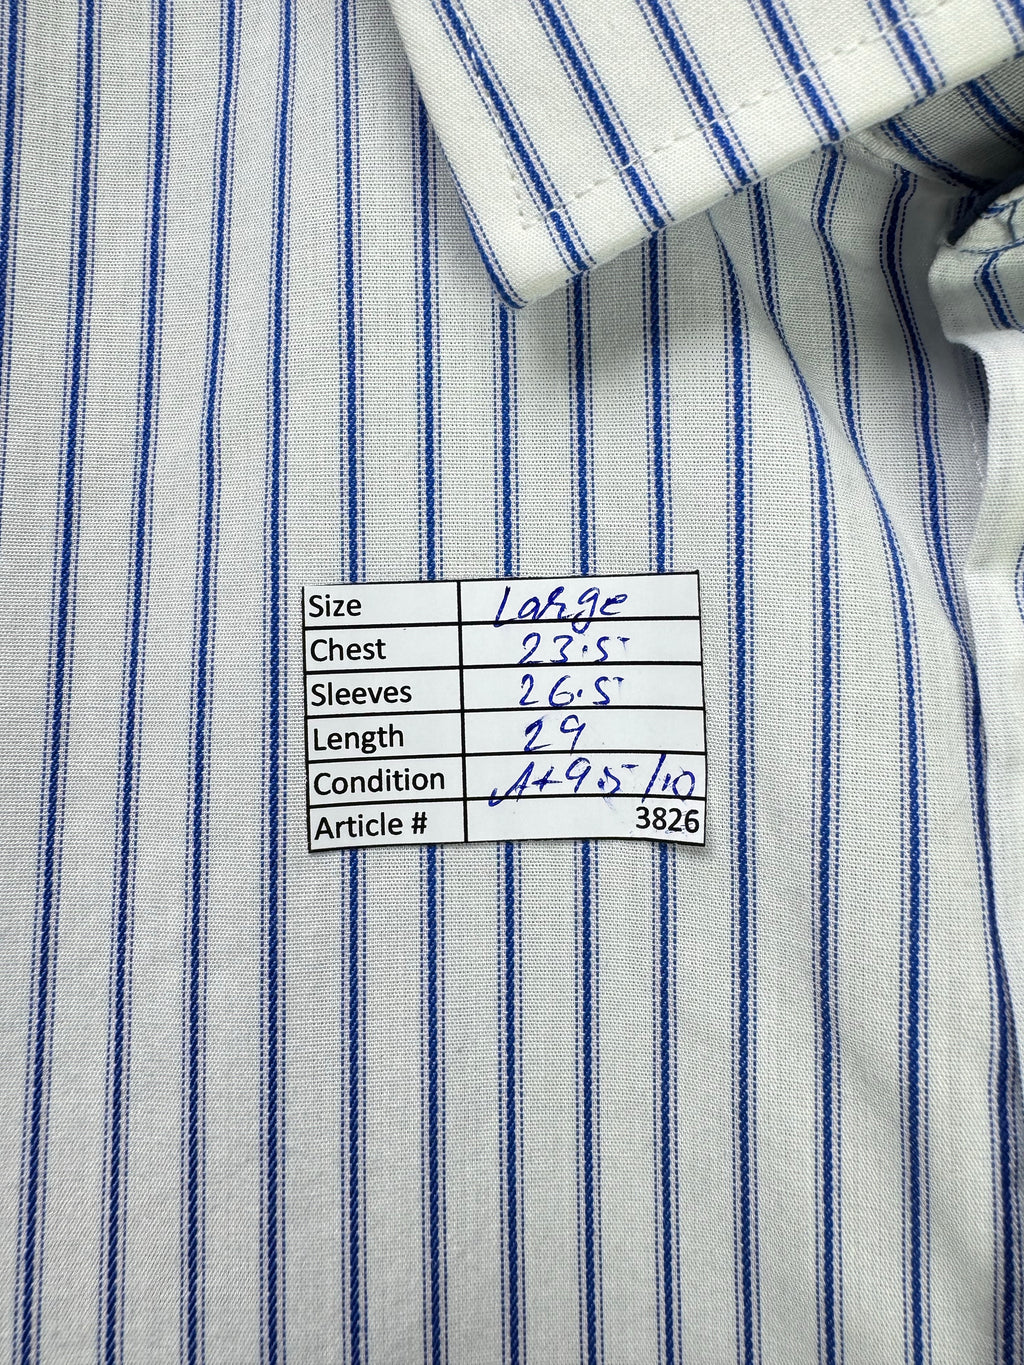 Size Large
Chest 23.5
Sleeves 26.5
Length 29
Condition A+ 9.5/10
Article # 3826